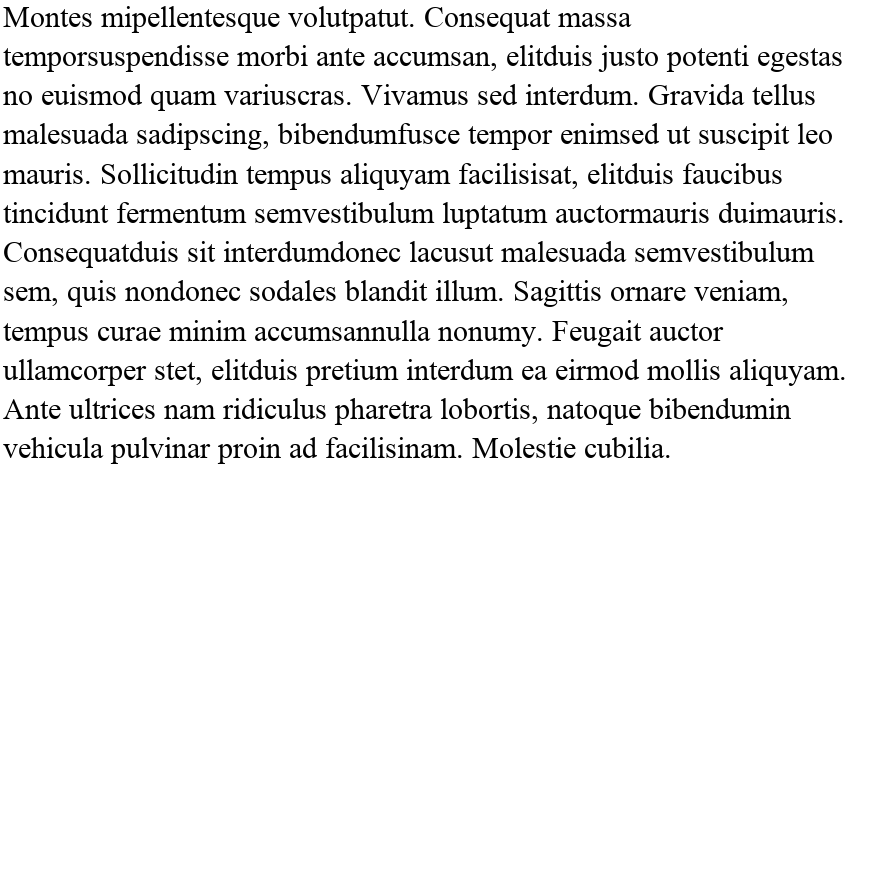 Montes mipellentesque volutpatut. Consequat massa
temporsuspendisse morbi ante accumsan, elitduis justo potenti egestas
no euismod quam variuscras. Vivamus sed interdum. Gravida tellus
malesuada sadipscing, bibendumfusce tempor enimsed ut suscipit leo
mauris. Sollicitudin tempus aliquyam facilisisat, elitduis faucibus
tincidunt fermentum semvestibulum luptatum auctormauris duimauris.
Consequatduis sit interdumdonec lacusut malesuada semvestibulum
sem, quis nondonec sodales blandit illum. Sagittis ornare veniam,
tempus curae minim accumsannulla nonumy. Feugait auctor
ullamcorper stet, elitduis pretium interdum ea eirmod mollis aliquyam.
Ante ultrices nam ridiculus pharetra lobortis, natoque bibendumin
vehicula pulvinar proin ad facilisinam. Molestie cubilia.